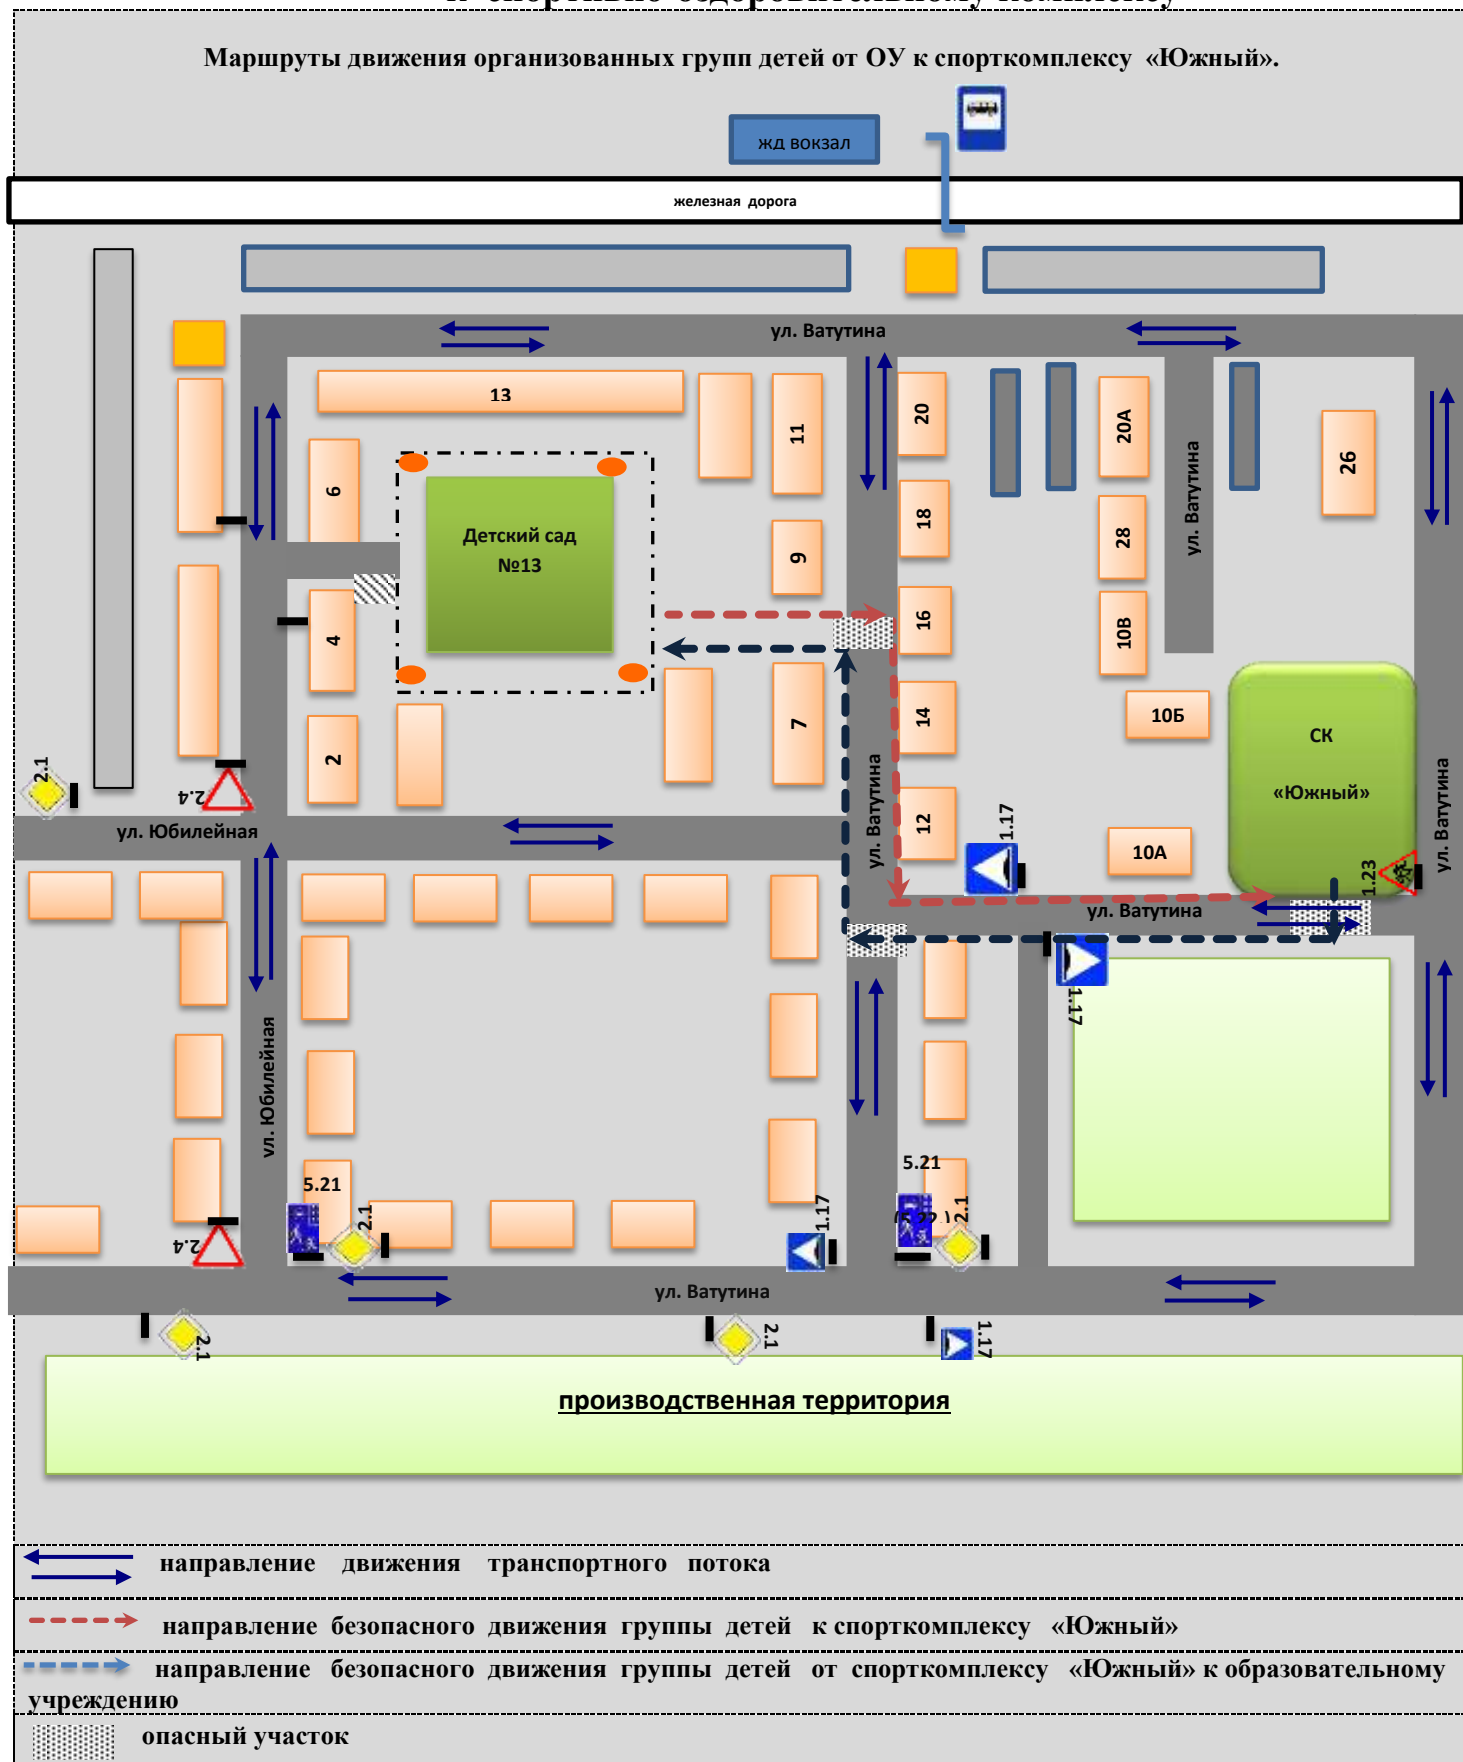 к спортивно-оздоровительному комплексу
Маршруты движения организованных групп детей от ОУ к спорткомплексу «Южный».
жд вокзал
железная дорога
ул. Ватутина
13
11
20
20А
26
6
18
28
ул. Ватутина
Детский сад
№13
9
16
10В
4
14
10Б
7
2
СК
«Южный»
12
ул. Ватутина
ул. Ватутина
2.1
2.4
ул. Юбилейная
1.17
10А
1.23
ул. Ватутина
1.17
ул. Юбилейная
5.21
2.1
2.4
1.17
5.21
2.1
ул. Ватутина
2.1
2.1
1.17
производственная территория
направление движения транспортного потока
направление безопасного движения группы детей к спорткомплексу «Южный»
направление безопасного движения группы детей от спорткомплексу «Южный» к образовательному
учреждению
опасный участок